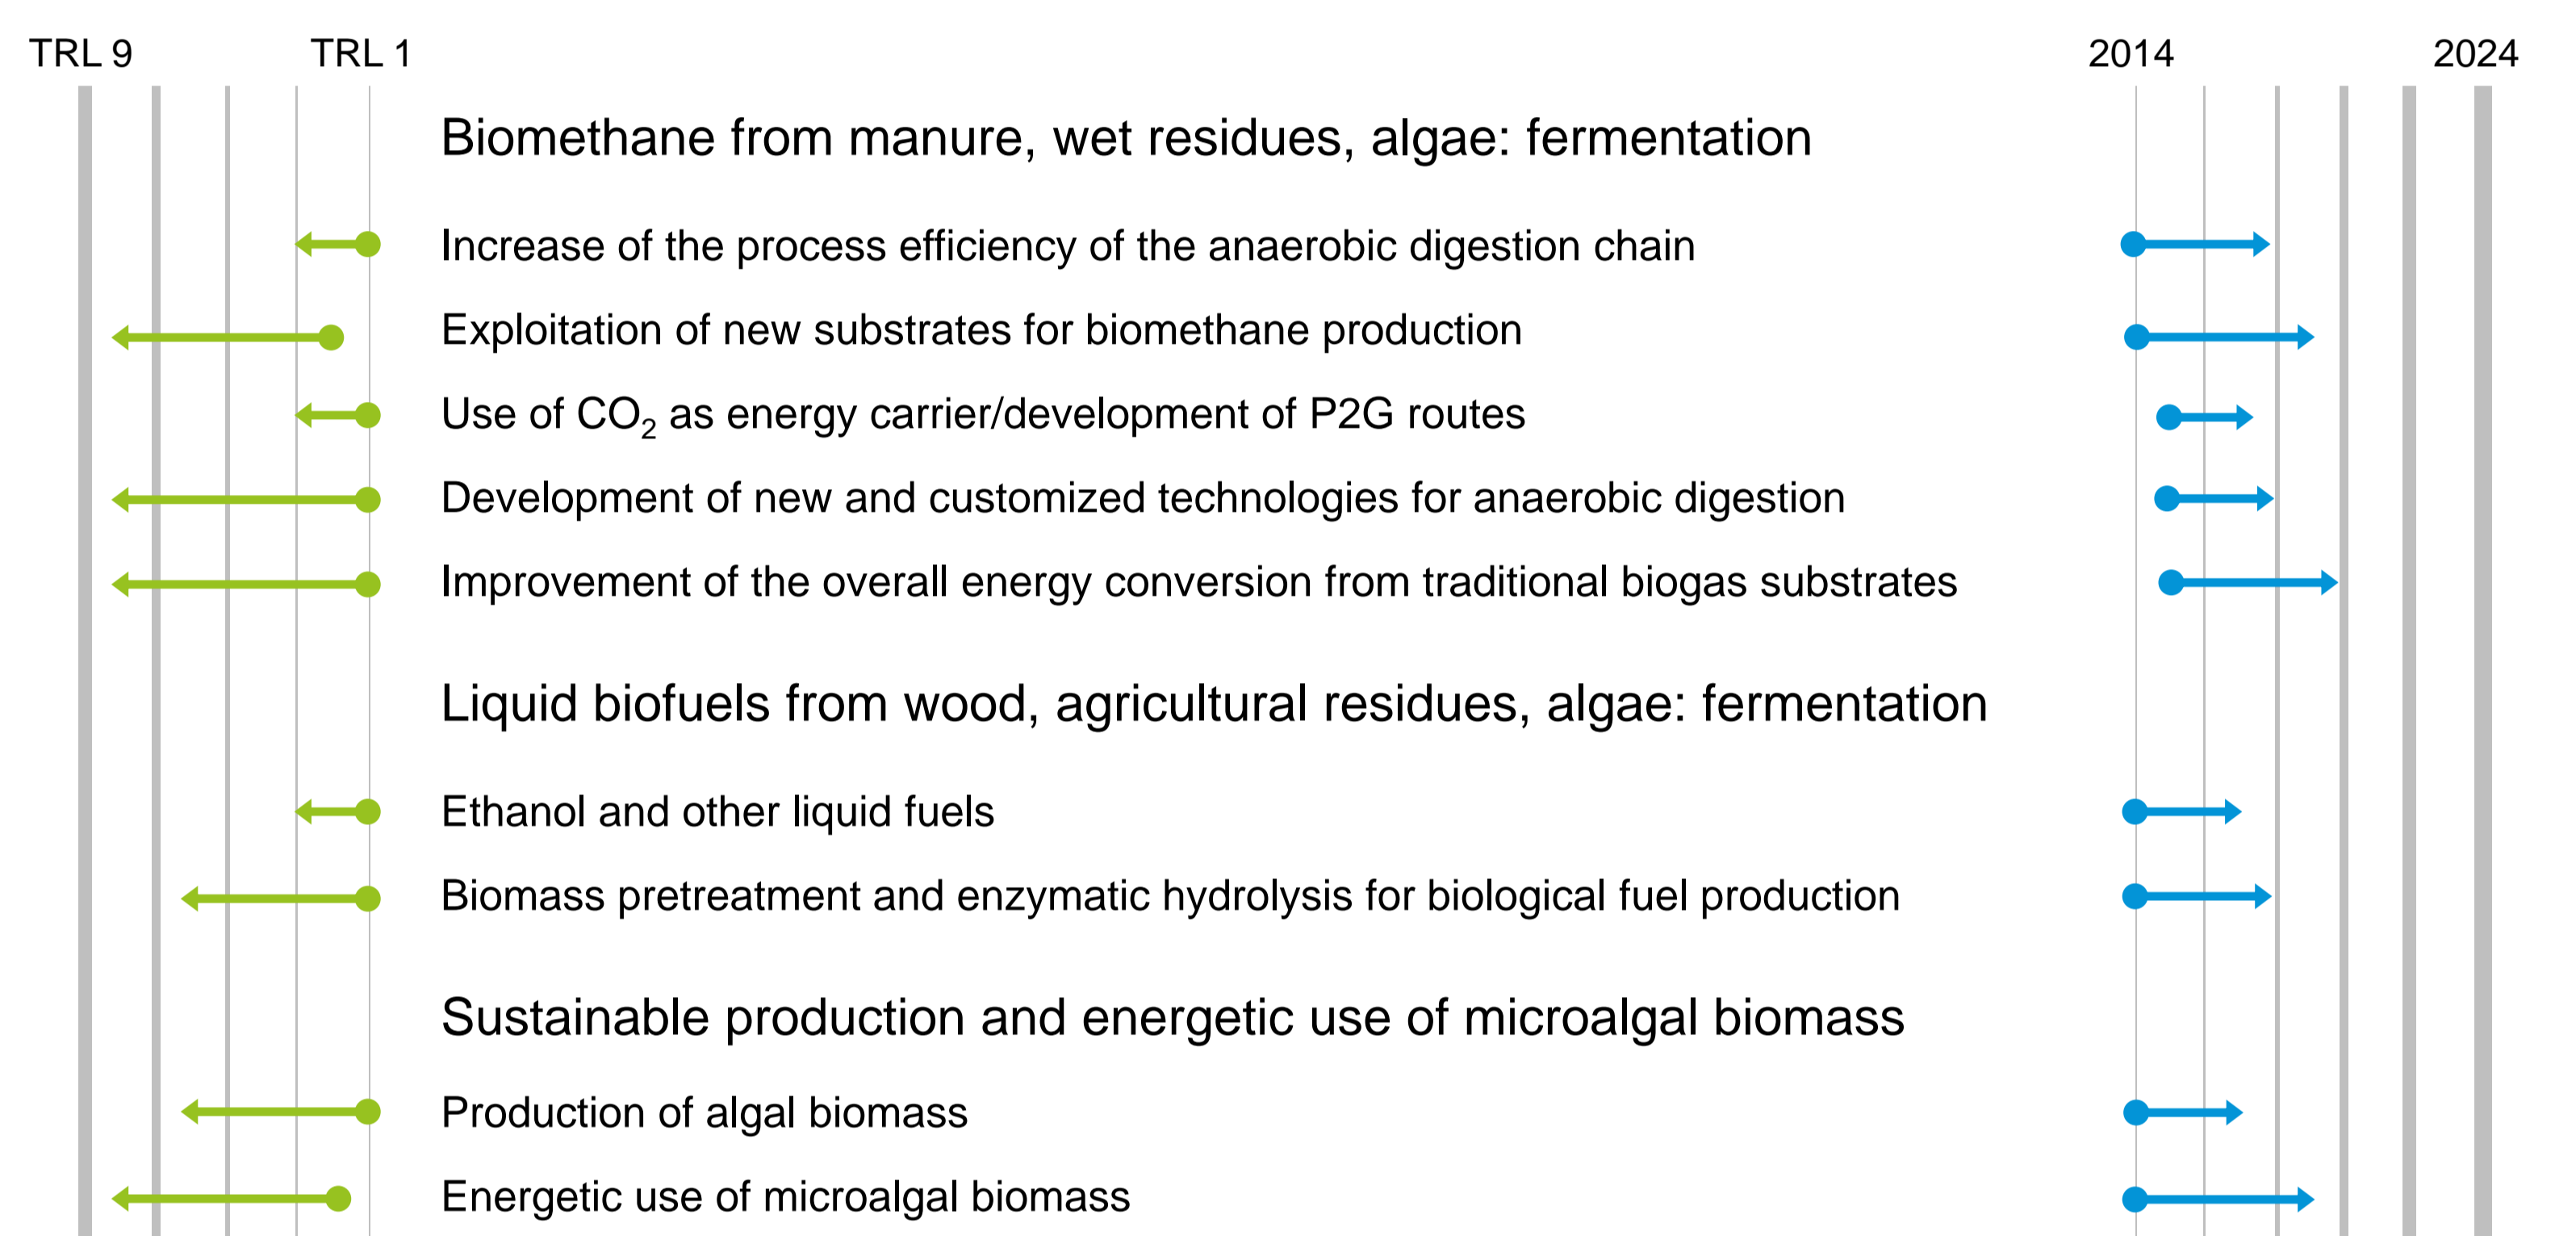 TRL 9 TRL 1 2014 2024
Biomethane from manure, wet residues, algae: fermentation
Increase of the process efficiency of the anaerobic digestion chain
Exploitation of new substrates for biomethane production
Use of CO₂ as energy carrier/development of P2G routes
Development of new and customized technologies for anaerobic digestion
Improvement of the overall energy conversion from traditional biogas substrates
Liquid biofuels from wood, agricultural residues, algae: fermentation
Ethanol and other liquid fuels
Biomass pretreatment and enzymatic hydrolysis for biological fuel production
Sustainable production and energetic use of microalgal biomass
Production of algal biomass
Energetic use of microalgal biomass